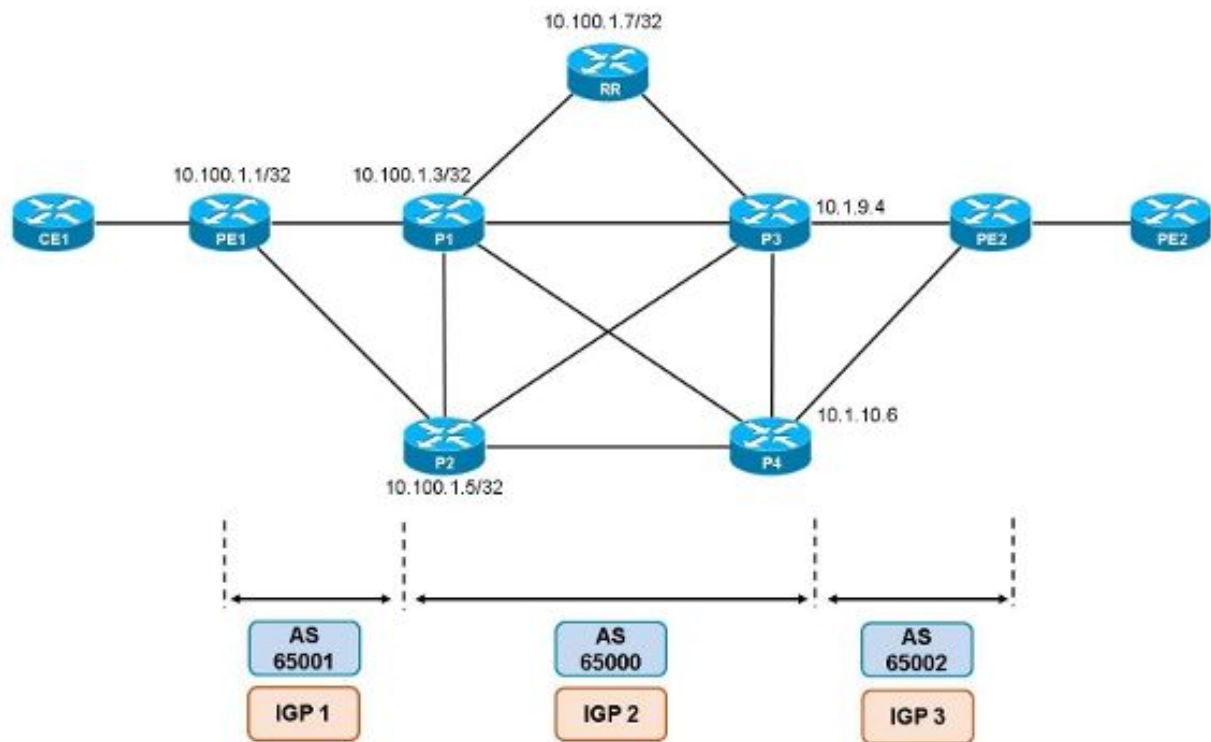 10.100.1.7/32
RR
10.100.1.1/32
10.100.1.3/32
10.1.9.4
CE1
PE1
P1
P3
PE2
PE2
10.1.10.6
P2
P4
10.100.1.5/32
AS
65001
AS
65000
AS
65002
IGP 1
IGP 2
IGP 3